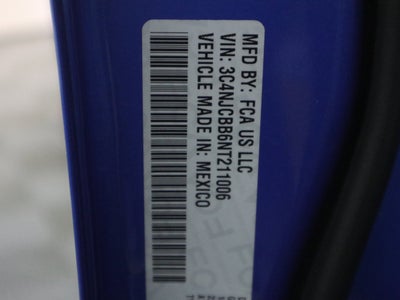 MFD BY: FCA US LLC
VIN: 3C4NJCBB6NT211006
VEHICLE MADE IN: MEXICO